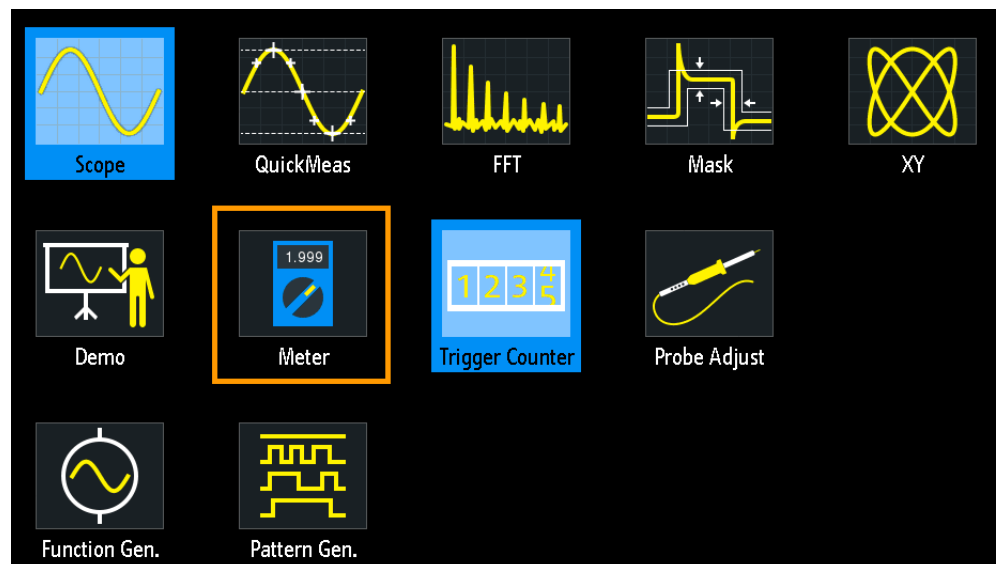 Scope
QuickMeas
FFT
Mask
XY
1.999
1 2 3 4
5
Demo
Meter
Trigger Counter
Probe Adjust
Function Gen.
Pattern Gen.